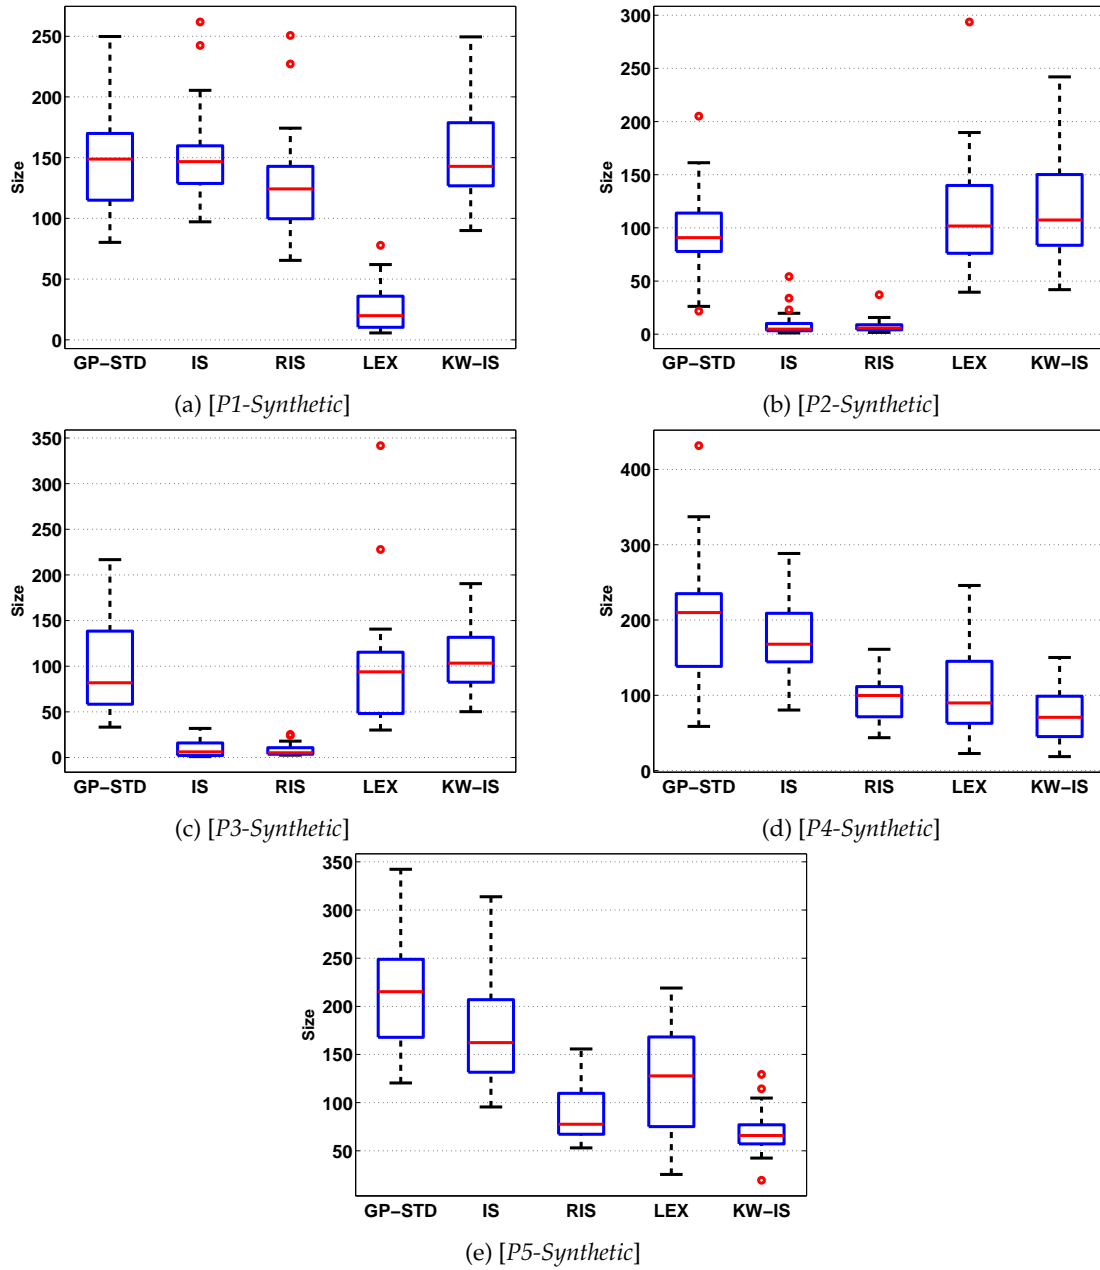 250
200
150
100
50
0
Size
GP-STD IS RIS LEX KW-IS
(a) [P1-Synthetic]
300
250
200
150
100
50
0
Size
GP-STD IS RIS LEX KW-IS
(b) [P2-Synthetic]
350
300
250
200
150
100
50
0
Size
GP-STD IS RIS LEX KW-IS
(c) [P3-Synthetic]
400
300
200
100
0
Size
GP-STD IS RIS LEX KW-IS
(d) [P4-Synthetic]
350
300
250
200
150
100
50
Size
GP-STD IS RIS LEX KW-IS
(e) [P5-Synthetic]